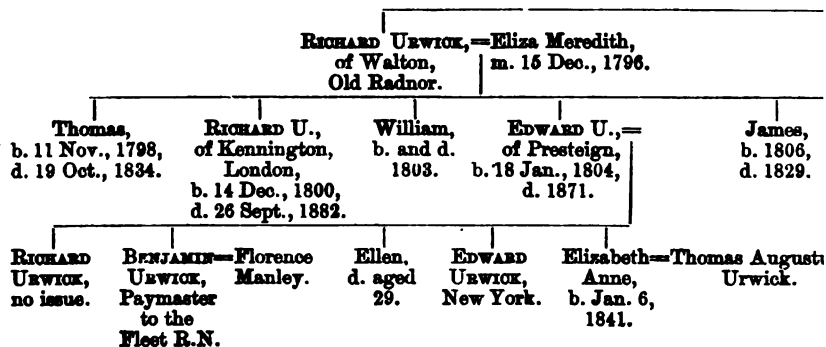 RICHARD URWICK,=Eliza Meredith,
of Walton, m. 15 Dec., 1796.
Old Radnor.
Thomas, RICHARD U., William, EDWARD U.,= James,
b. 11 Nov., 1798, of Kennington, b. and d. of Presteign, b. 1806,
d. 19 Oct., 1834. London, 1803. b. 18 Jan., 1804, d. 1829.
b. 14 Dec., 1800, d. 1871.
d. 26 Sept., 1882.
RICHARD BENJAMIN=Florence Ellen, EDWARD Elizabeth=Thomas Augustu
URWICK, URWICK, Manley. d. aged URWICK, Anne, Urwick.
no issue. Paymaster 29. New York. b. Jan. 6,
to the 1841.
Fleet R.N.